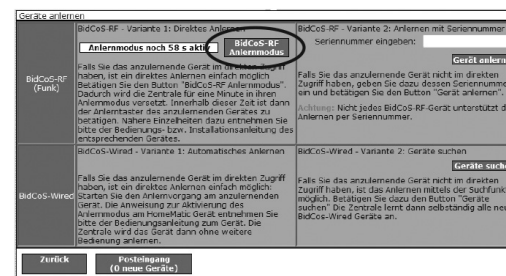 Geräte anlernen
BidCoS-RF (Funk)
BidCoS-RF - Variante 1: Direktes Anlernen
Anlernmodus noch 58 s aktiv
BidCoS-RF
Anlernmodus
Falls Sie das anzulernende Gerät im direkten Zugriff
haben, ist ein direktes Anlernen einfach möglich
Betätigen Sie den Button "BidCoS-RF Anlernmodus".
Dadurch wird die Zentrale für eine Minute in ihren
Anlernmodus versetzt. Innerhalb dieser Zeit ist dann
der Anlerntaster des anzulernenden Gerätes zu
betätigen. Nähere Einzelheiten dazu entnehmen Sie
bitte der Bedienungs- bzw. Installationsanleitung des
entsprechenden Gerätes.
BidCoS-RF - Variante 2: Anlernen mit Seriennummer
Seriennummer eingeben:
Gerät anlern
Falls Sie das anzulernende Gerät nicht im direkten
Zugriff haben, geben Sie dazu dessen Seriennumme
ein und betätigen Sie den Button "Gerät anlernen".
Achtung: Nicht jedes BidCoS-RF-Gerät unterstützt d
Anlernen per Seriennummer.
BidCoS-Wired
BidCoS-Wired - Variante 1: Automatisches Anlernen
Falls Sie das anzulernende Gerät im direkten Zugriff
haben, ist ein direktes Anlernen einfach möglich:
Starten Sie den Anlernvorgang am anzulernenden
Gerät. Die Anweisung zur Aktivierung des
Anlernmodus am HomeMatic Gerät entnehmen Sie
bitte der Bedienungsanleitung zum Gerät. Die
Zentrale wird das Gerät dann ohne weitere
Bedienung anlernen.
BidCoS-Wired - Variante 2: Geräte suchen
Geräte suche
Falls Sie das anzulernende Gerät nicht im direkten
Zugriff haben, ist das Anlernen mittels der Suchfunk
möglich. Betätigen Sie dazu den Button "Geräte
suchen" Die Zentrale lernt dann selbständig alle neu
BidCos-Wired Geräte an.
Zurück
Posteingang
(0 neue Geräte)